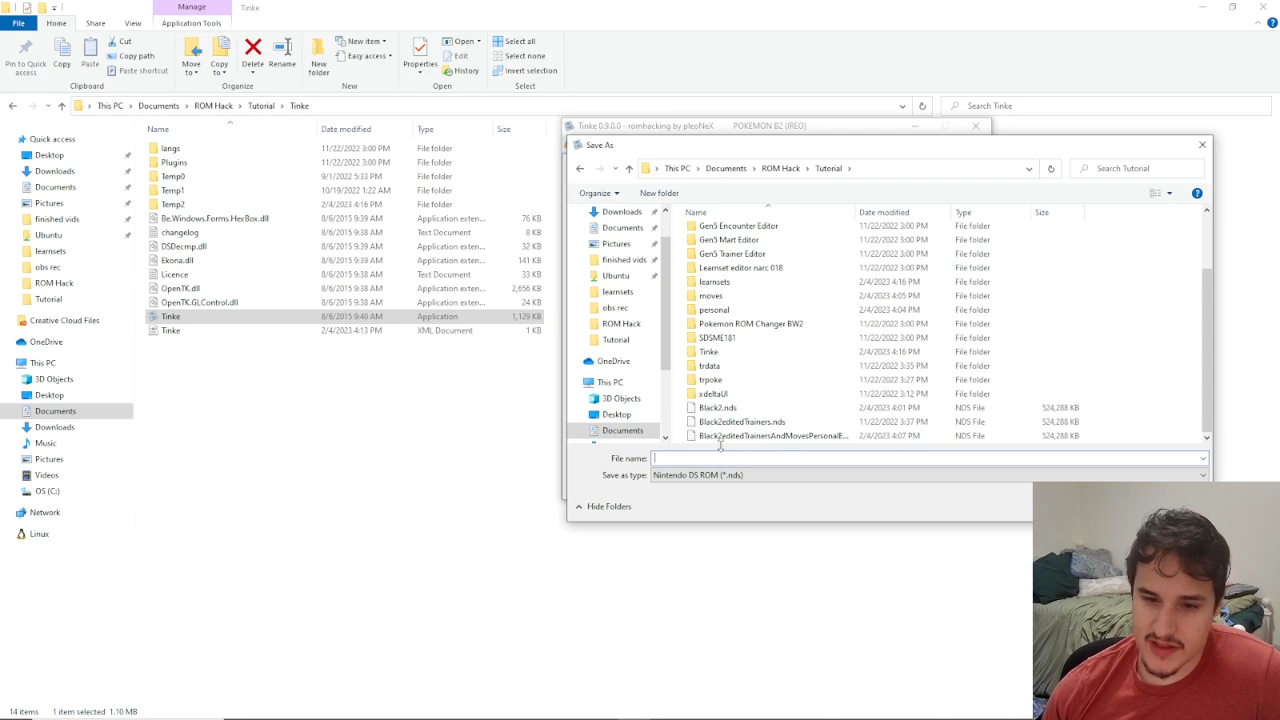 Manage
Tinke
File
Home
Share
View
Application Tools
Pin to Quick access
Copy
Paste
Cut
Copy path
Paste shortcut
Clipboard
Move to
Copy to
Delete
Rename
Organize
New folder
New item
Easy access
New
Properties
Open
Edit
History
Open
Select all
Select none
Invert selection
Select
This PC > Documents > ROM Hack > Tutorial > Tinke
Search Tinke
Quick access
Desktop
Downloads
Documents
Pictures
finished vids
Ubuntu
learnsets
obs rec
ROM Hack
Tutorial
Creative Cloud Files
OneDrive
This PC
3D Objects
Desktop
Documents
Downloads
Music
Pictures
Videos
OS (C:)
Network
Linux
Name Date modified Type Size
langs 11/22/2022 3:00 PM File folder
Plugins 11/22/2022 3:00 PM File folder
Temp0 9/1/2022 5:33 PM File folder
Temp1 10/19/2022 1:22 AM File folder
Temp2 2/4/2023 4:16 PM File folder
Be.Windows.Forms.HexBox.dll 8/6/2015 9:39 AM Application exten... 76 KB
changelog 8/6/2015 9:38 AM Text Document 8 KB
DSDecmp.dll 8/6/2015 9:39 AM Application exten... 32 KB
Ekona.dll 8/6/2015 9:39 AM Application exten... 141 KB
Licence 8/6/2015 9:38 AM Text Document 33 KB
OpenTK.dll 8/6/2015 9:38 AM Application exten... 2,656 KB
OpenTK.GLControl.dll 8/6/2015 9:38 AM Application exten... 24 KB
Tinke 8/6/2015 9:40 AM Application 1,129 KB
Tinke 2/4/2023 4:13 PM XML Document 1 KB
Tinke 0.9.0.0 - romhacking by pleoNeX POKEMON B2 (IREO)
Save As
This PC > Documents > ROM Hack > Tutorial >
Search Tutorial
Organize
New folder
Downloads
Documents
Pictures
finished vids
Ubuntu
learnsets
obs rec
ROM Hack
Tutorial
OneDrive
This PC
3D Objects
Desktop
Documents
Name Date modified Type Size
Gen5 Encounter Editor 11/22/2022 3:00 PM File folder
Gen5 Mart Editor 11/22/2022 3:00 PM File folder
Gen5 Trainer Editor 11/22/2022 3:00 PM File folder
Learnset editor narc 018 11/22/2022 3:00 PM File folder
learnsets 2/4/2023 4:16 PM File folder
moves 2/4/2023 4:05 PM File folder
personal 2/4/2023 4:04 PM File folder
Pokemon ROM Changer BW2 11/22/2022 3:00 PM File folder
SDSME181 11/22/2022 3:00 PM File folder
Tinke 2/4/2023 4:16 PM File folder
trdata 11/22/2022 3:35 PM File folder
trpoke 11/22/2022 3:27 PM File folder
xdeltaUI 11/22/2022 3:12 PM File folder
Black2.nds 2/4/2023 4:01 PM NDS File 524,288 KB
Black2editedTrainers.nds 11/22/2022 3:37 PM NDS File 524,288 KB
Black2editedTrainersAndMovesPersonalE... 2/4/2023 4:07 PM NDS File 524,288 KB
File name:
Save as type: Nintendo DS ROM (*.nds)
Hide Folders
14 items 1 item selected 1.10 MB